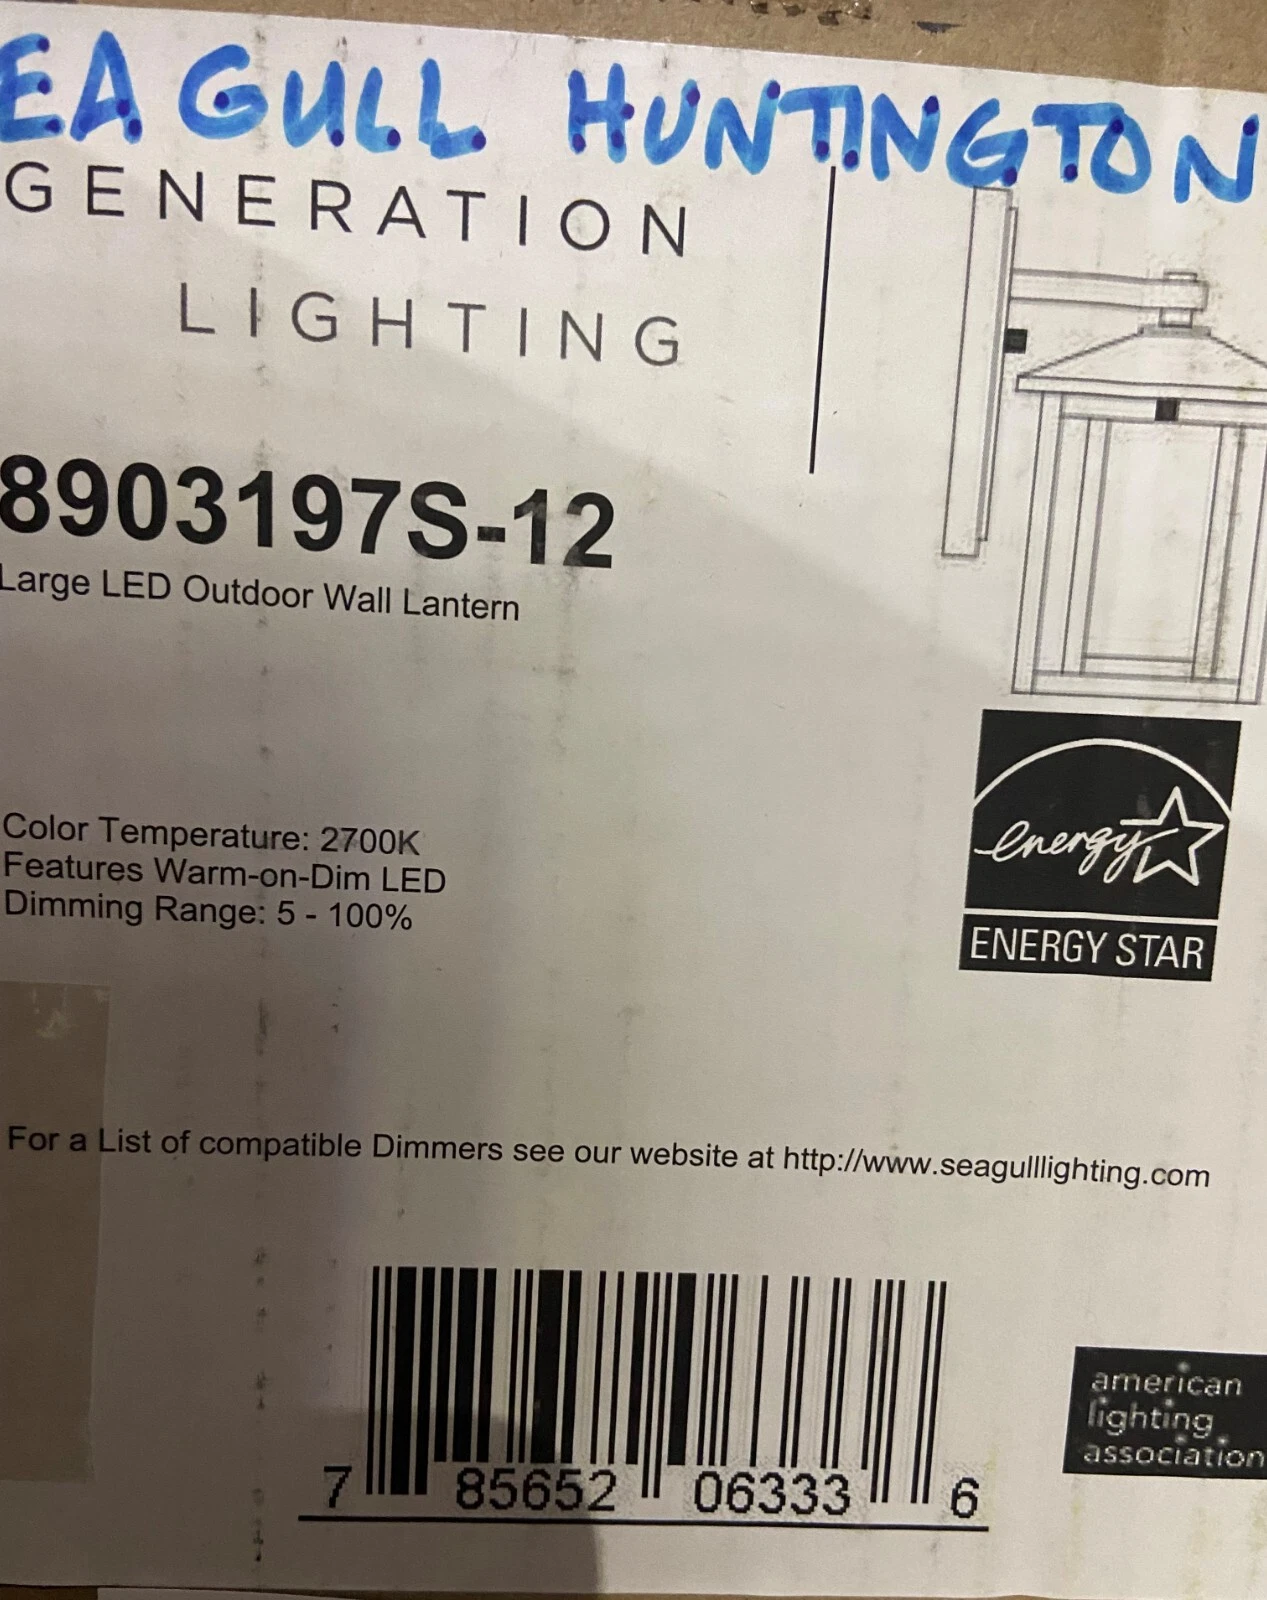 EA GULL HUNTINGTON
GENERATION
LIGHTING
8903197S-12
Large LED Outdoor Wall Lantern
Color Temperature: 2700K
Features Warm-on-Dim LED
Dimming Range: 5 - 100%
energy
ENERGY STAR
For a List of compatible Dimmers see our website at http://www.seagulllighting.com
7 85652 06333 6
american
lighting
association